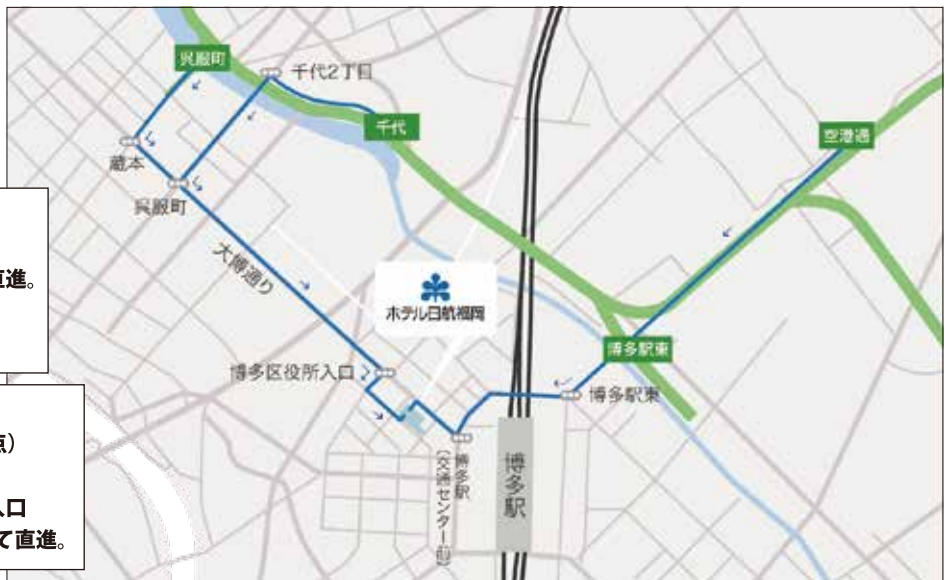 呉服町
千代2丁目
千代
空港通
蔵本
呉服町
直進。
大博通り
ホテル日航福岡
博多駅東
博多区役所入口
博多駅東
点)
博多駅
(交通センター前)
博多駅
入口
て直進。